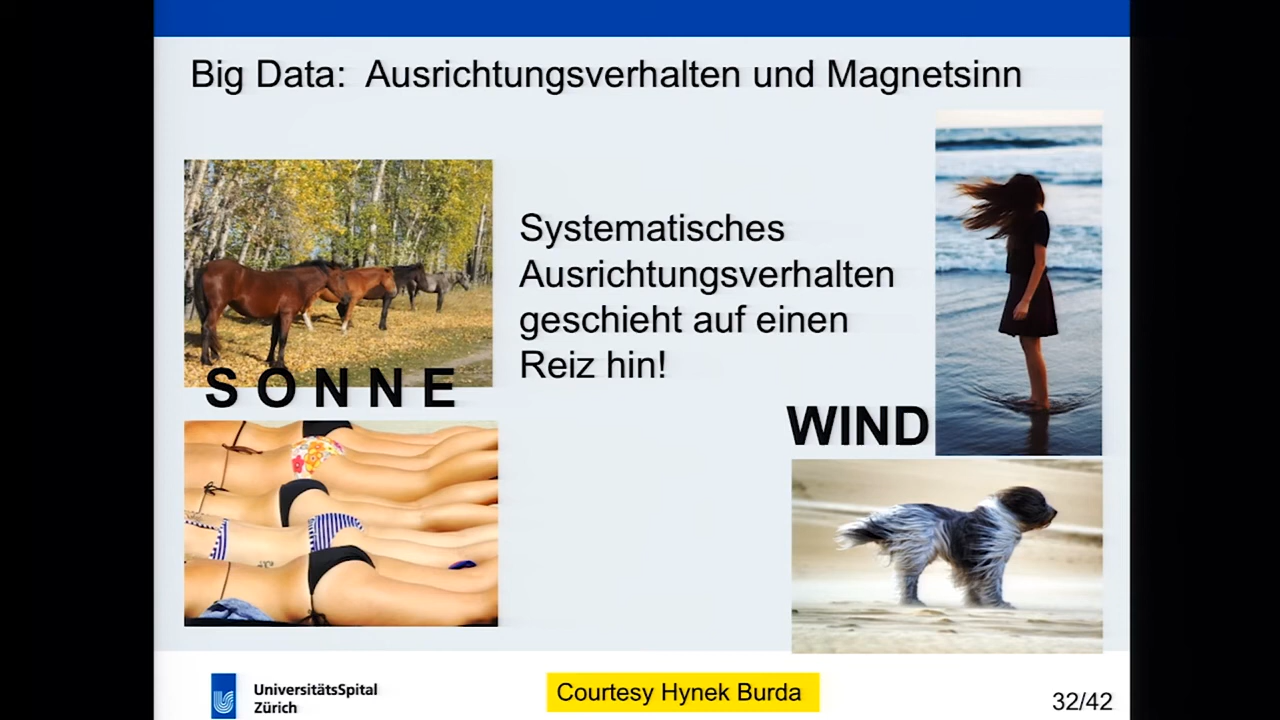 Big Data: Ausrichtungsverhalten und Magnetsinn
Systematisches
Ausrichtungsverhalten
geschieht auf einen
Reiz hin!
SONNE
WIND
UniversitätsSpital
Zürich
Courtesy Hynek Burda
32/42